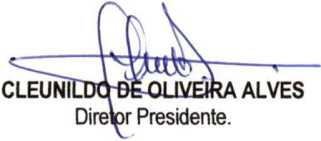 CLEUNILDO DE OLIVEIRA ALVES
Diretor Presidente.